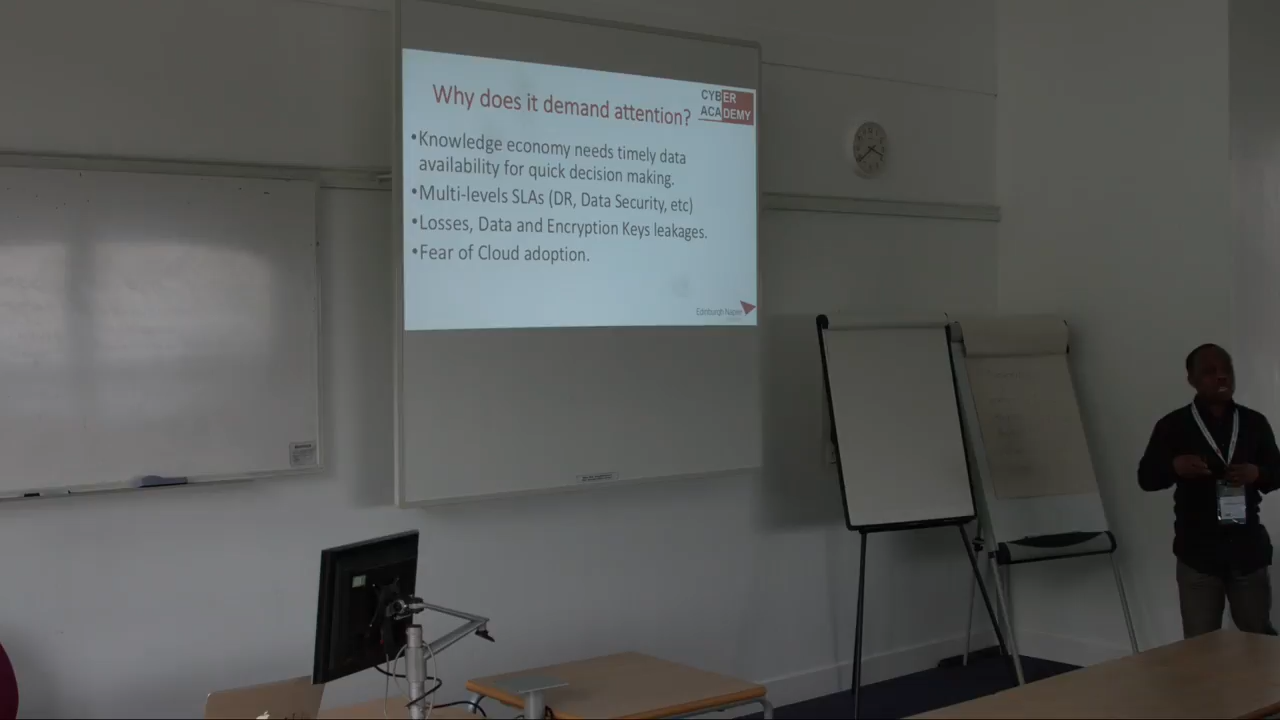 Why does it demand attention?
CYBER
ACADEMY
•Knowledge economy needs timely data
availability for quick decision making.
•Multi-levels SLAs (DR, Data Security, etc)
•Losses, Data and Encryption Keys leakages.
•Fear of Cloud adoption.
Edinburgh Napier